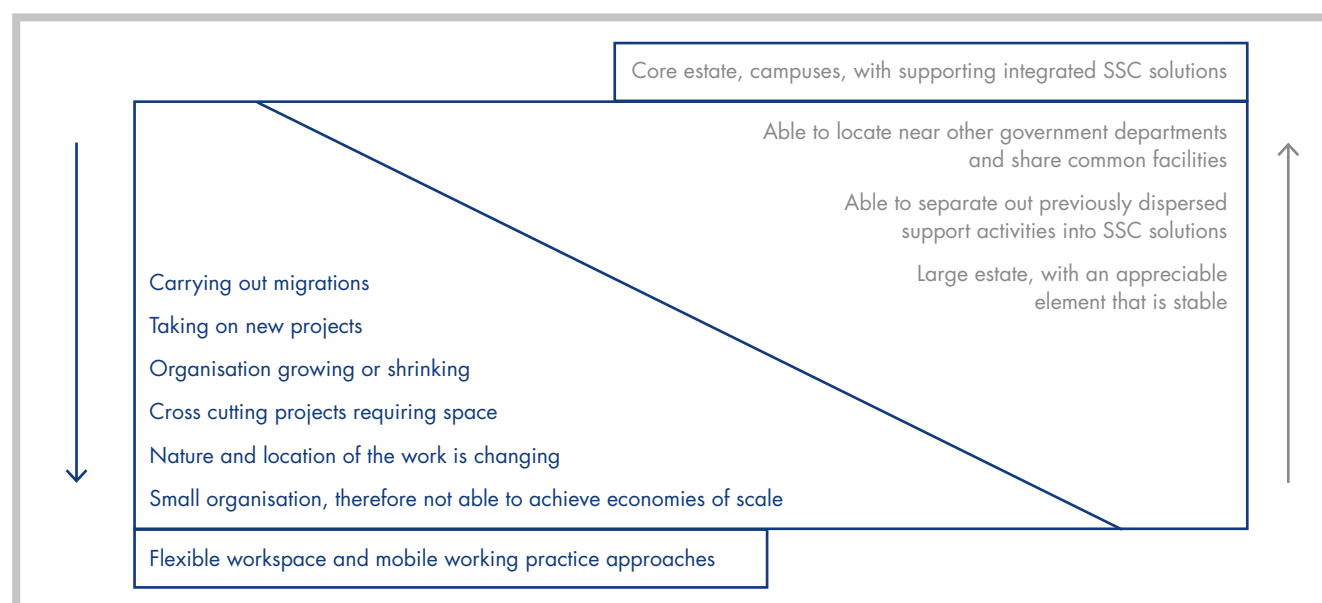 Core estate, campuses, with supporting integrated SSC solutions
Able to locate near other government departments
and share common facilities
Able to separate out previously dispersed
support activities into SSC solutions
Large estate, with an appreciable
element that is stable
Carrying out migrations
Taking on new projects
Organisation growing or shrinking
Cross cutting projects requiring space
Nature and location of the work is changing
Small organisation, therefore not able to achieve economies of scale
Flexible workspace and mobile working practice approaches